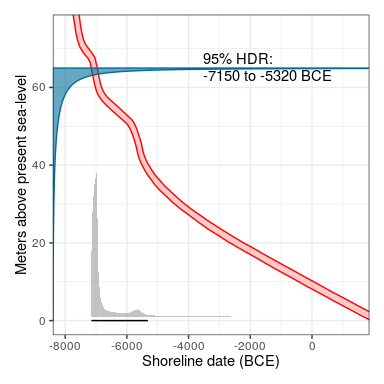 95% HDR:
-7150 to -5320 BCE
60
40
20
0
Meters above present sea-level
-8000 -6000 -4000 -2000 0
Shoreline date (BCE)